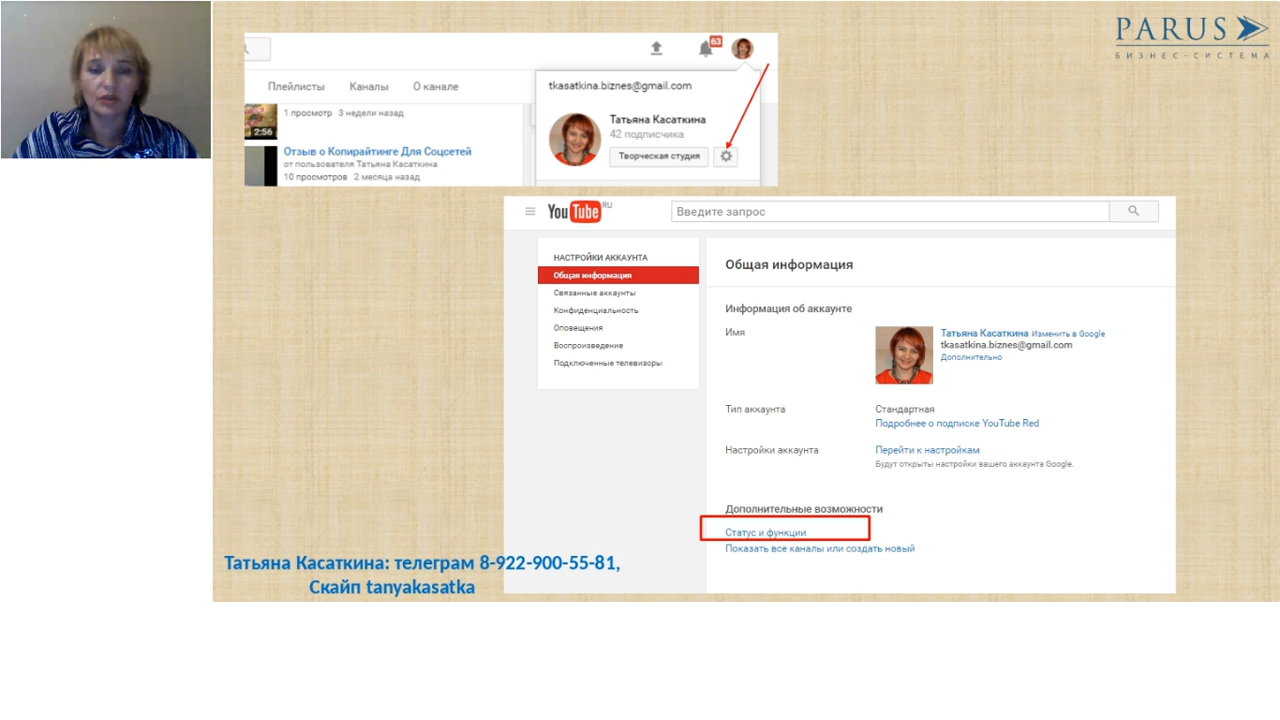 PARUS
БИЗНЕС-СИСТЕМА
63
Плейлисты Каналы О канале
tkasatkina.biznes@gmail.com
1 просмотр 3 недели назад
2:56
Татьяна Касаткина
42 подписчика
Творческая студия
Отзыв о Копирайтинге Для Соцсетей
от пользователя Татьяна Касаткина
10 просмотров 2 месяца назад
YouTube RU
Введите запрос
НАСТРОЙКИ АККАУНТА
Общая информация
Связанные аккаунты
Конфиденциальность
Оповещения
Воспроизведение
Подключенные телевизоры
Общая информация
Информация об аккаунте
Имя
Татьяна Касаткина Изменить в Google
tkasatkina.biznes@gmail.com
Дополнительно
Тип аккаунта
Стандартная
Подробнее о подписке YouTube Red
Настройки аккаунта
Перейти к настройкам
Будут открыты настройки вашего аккаунта Google.
Дополнительные возможности
Статус и функции
Показать все каналы или создать новый
Татьяна Касаткина: телеграм 8-922-900-55-81,
Скайп tanyakasatka